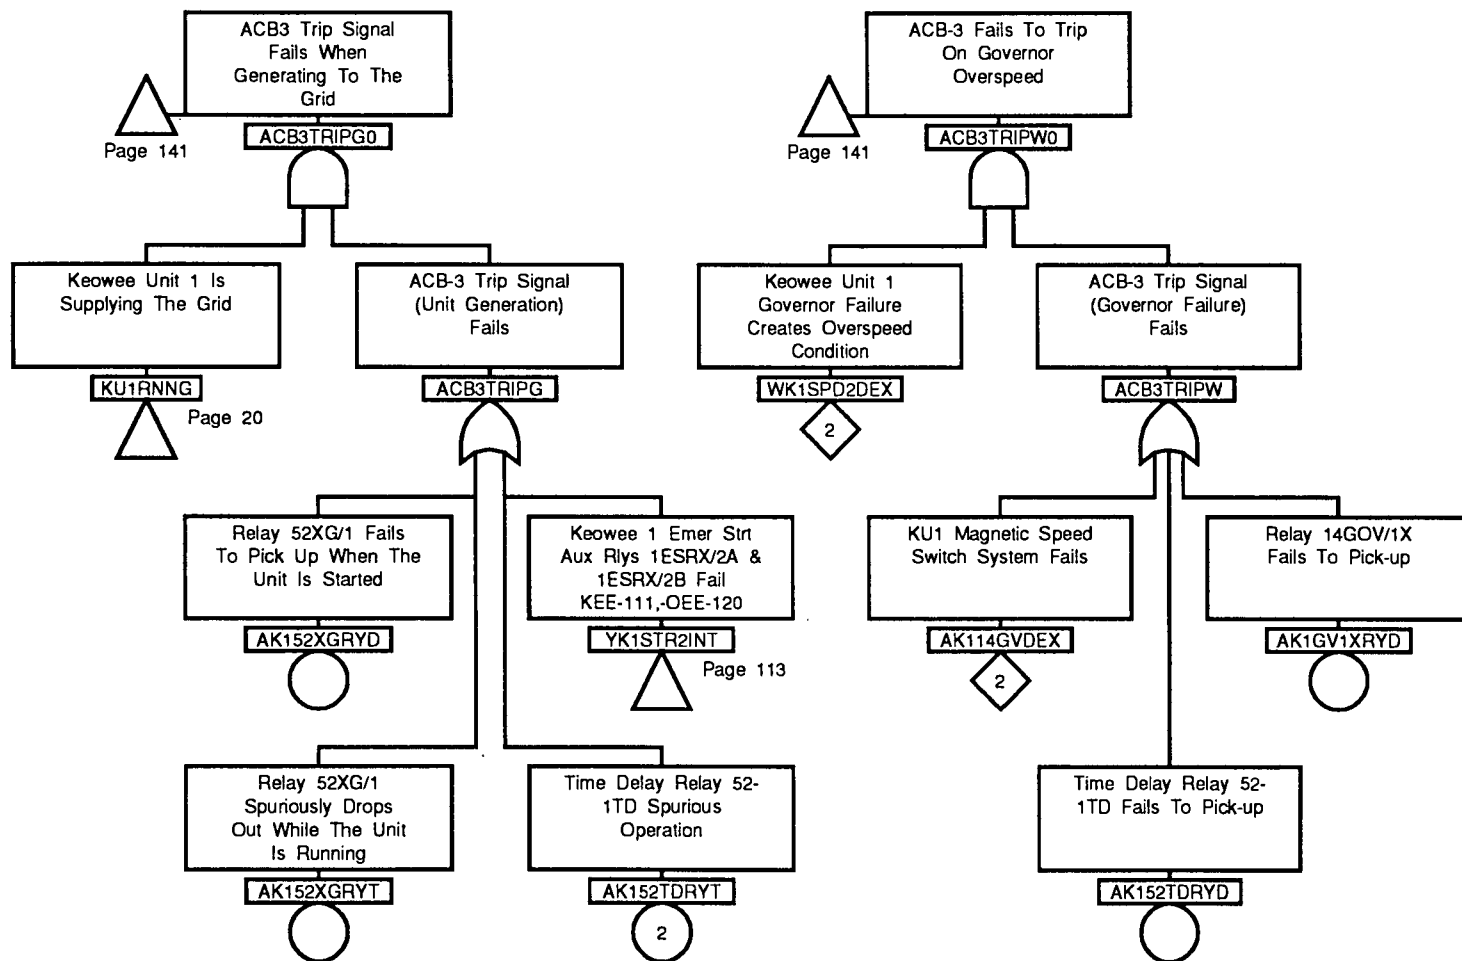 ACB3 Trip Signal
Fails When
Generating To The
Grid
Page 141
ACB3TRIPG0
ACB-3 Fails To Trip
On Governor
Overspeed
Page 141
ACB3TRIPW0
Keowee Unit 1 Is
Supplying The Grid
KU1RNNG
Page 20
ACB-3 Trip Signal
(Unit Generation)
Fails
ACB3TRIPG
Keowee Unit 1
Governor Failure
Creates Overspeed
Condition
WK1SPD2DEX
2
ACB-3 Trip Signal
(Governor Failure)
Fails
ACB3TRIPW
Relay 52XG/1 Fails
To Pick Up When The
Unit Is Started
AK152XGRYD
Keowee 1 Emer Strt
Aux Rlys 1ESRX/2A &
1ESRX/2B Fail
KEE-111,-OEE-120
YK1STR2INT
Page 113
KU1 Magnetic Speed
Switch System Fails
AK114GVDEX
2
Relay 14GOV/1X
Fails To Pick-up
AK1GV1XRYD
Relay 52XG/1
Spuriously Drops
Out While The Unit
Is Running
AK152XGRYT
Time Delay Relay 52-
1TD Spurious
Operation
AK152TDRYT
2
Time Delay Relay 52-
1TD Fails To Pick-up
AK152TDRYD